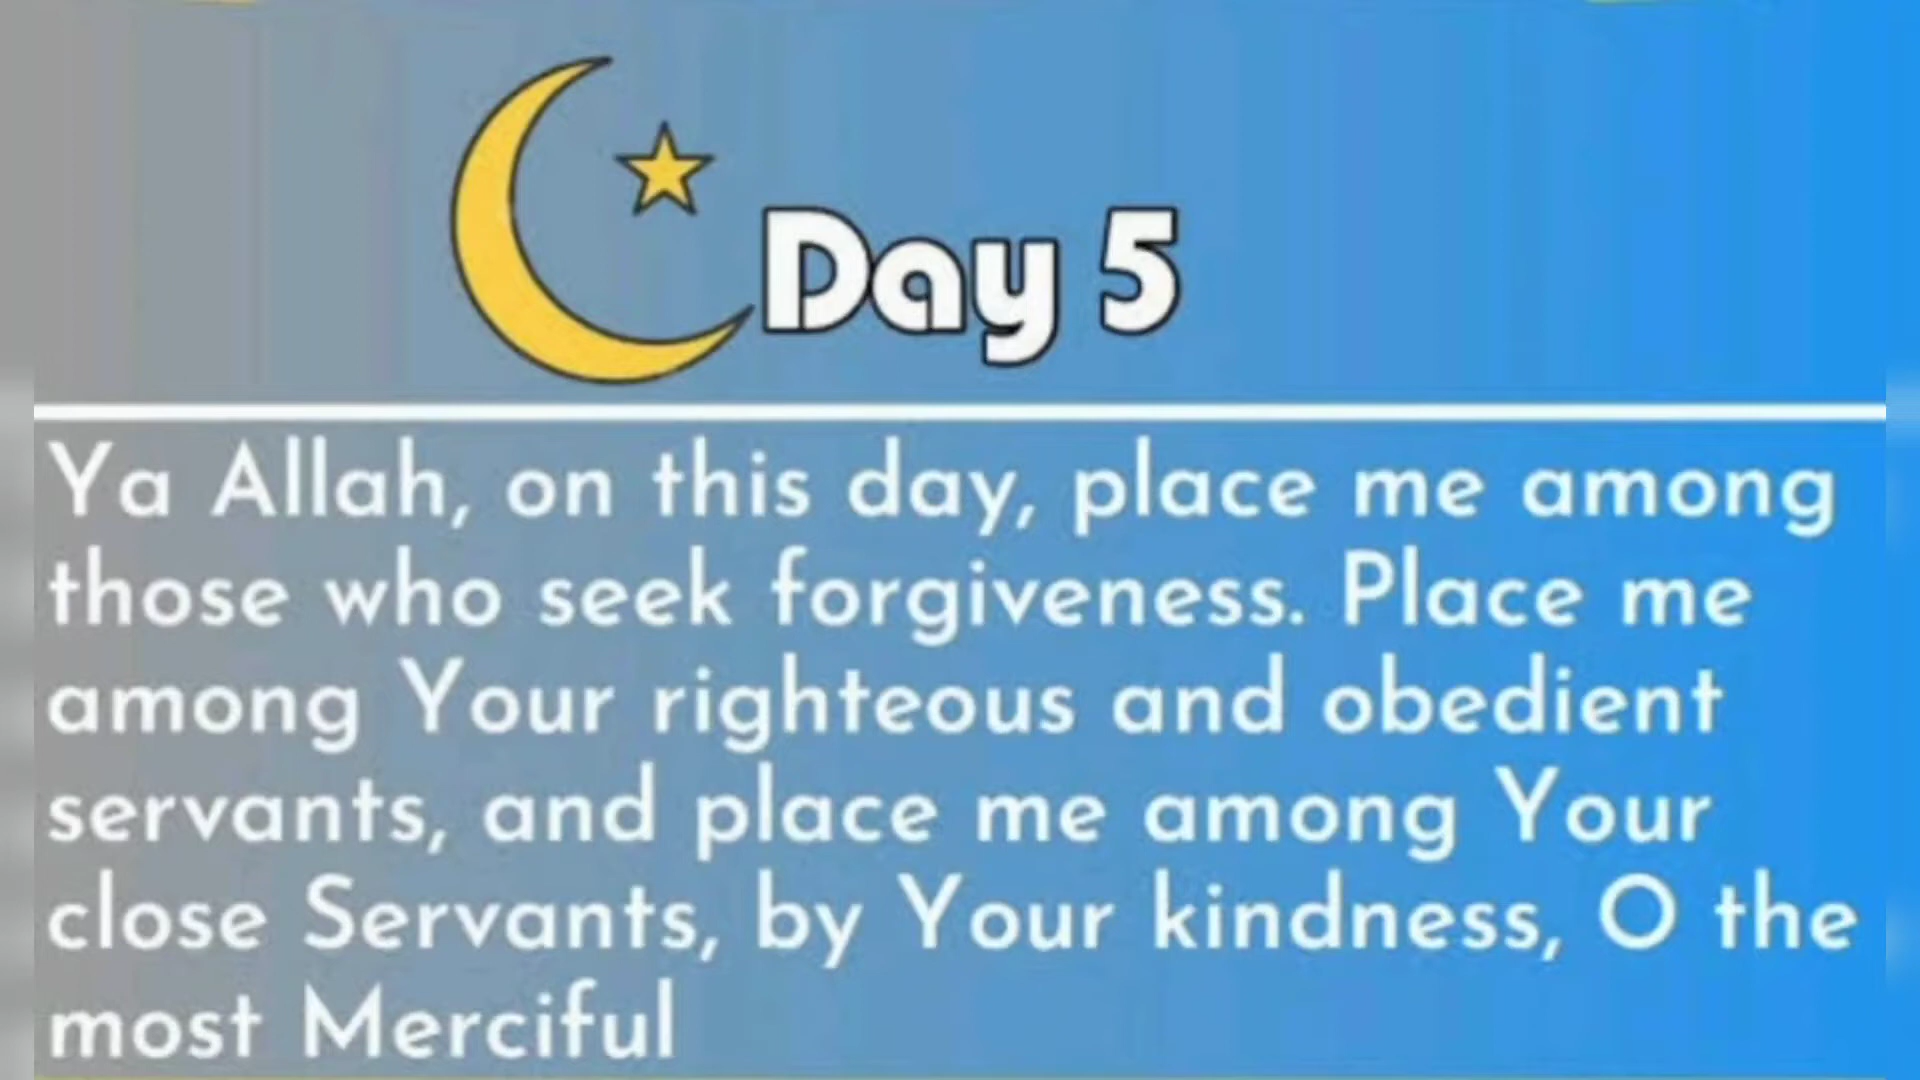 Day 5
Ya Allah, on this day, place me among
those who seek forgiveness. Place me
among Your righteous and obedient
servants, and place me among Your
close Servants, by Your kindness, O the
most Merciful